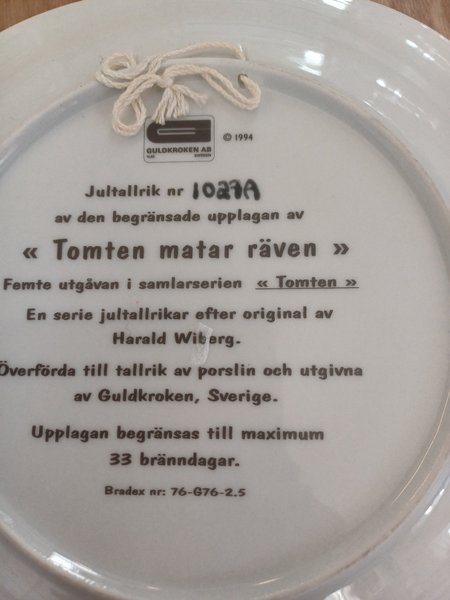 GULDKROKEN AB
HJO SWEDEN
© 1994
Jultallrik nr 1027A
av den begränsade upplagan av
« Tomten matar räven »
Femte utgåvan i samlarserien « Tomten »
En serie jultallrikar efter original av
Harald Wiberg.
Överförda till tallrik av porslin och utgivna
av Guldkroken, Sverige.
Upplagan begränsas till maximum
33 bränndagar.
Bradex nr: 76-G76-2.5